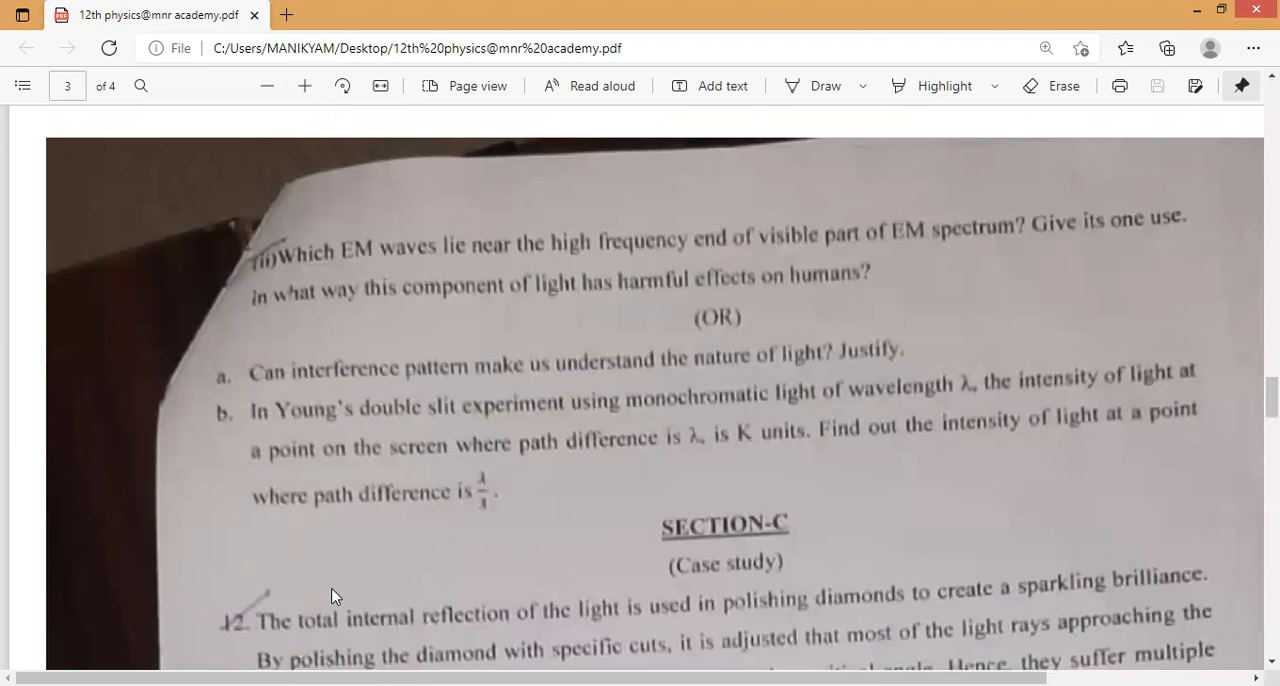 12th physics@mnr academy.pdf
File
C:/Users/MANIKYAM/Desktop/12th%20physics@mnr%20academy.pdf
3 of 4
Page view
Read aloud
Add text
Draw
Highlight
Erase
(ii)Which EM waves lie near the high frequency end of visible part of EM spectrum? Give its one use.
In what way this component of light has harmful effects on humans?
(OR)
a. Can interference pattern make us understand the nature of light? Justify.
b. In Young's double slit experiment using monochromatic light of wavelength λ, the intensity of light at
a point on the screen where path difference is λ, is K units. Find out the intensity of light at a point
where path difference is λ/3.
SECTION-C
(Case study)
12. The total internal reflection of the light is used in polishing diamonds to create a sparkling brilliance.
By polishing the diamond with specific cuts, it is adjusted that most of the light rays approaching the
angle. Hence, they suffer multiple